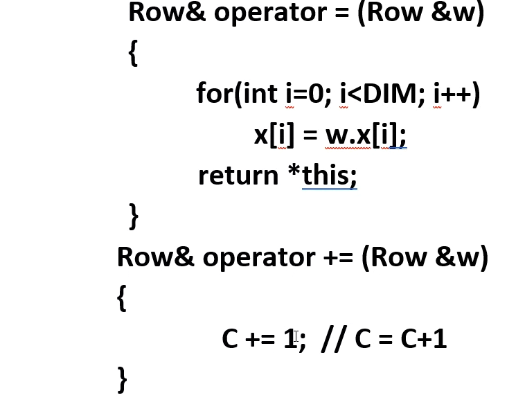 Row& operator = (Row &w)
{
for(int i=0; i<DIM; i++)
x[i] = w.x[i];
return *this;
}
Row& operator += (Row &w)
{
C += 1; // C = C+1
}